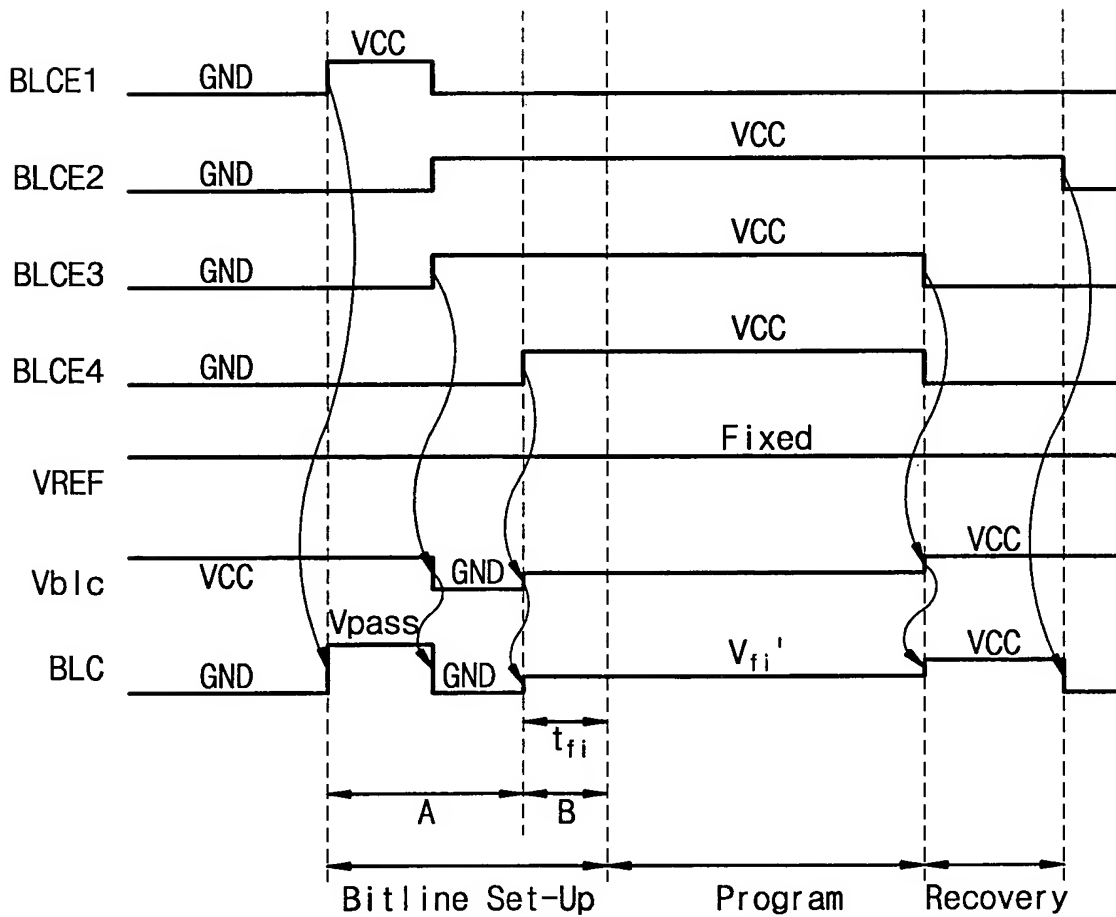 VCC
BLCE1 GND
VCC
BLCE2 GND
VCC
BLCE3 GND
VCC
BLCE4 GND
Fixed
VREF
Vblc VCC GND VCC
Vpass
BLC GND GND Vfi' VCC
tfi
A B
Bitline Set-Up Program Recovery